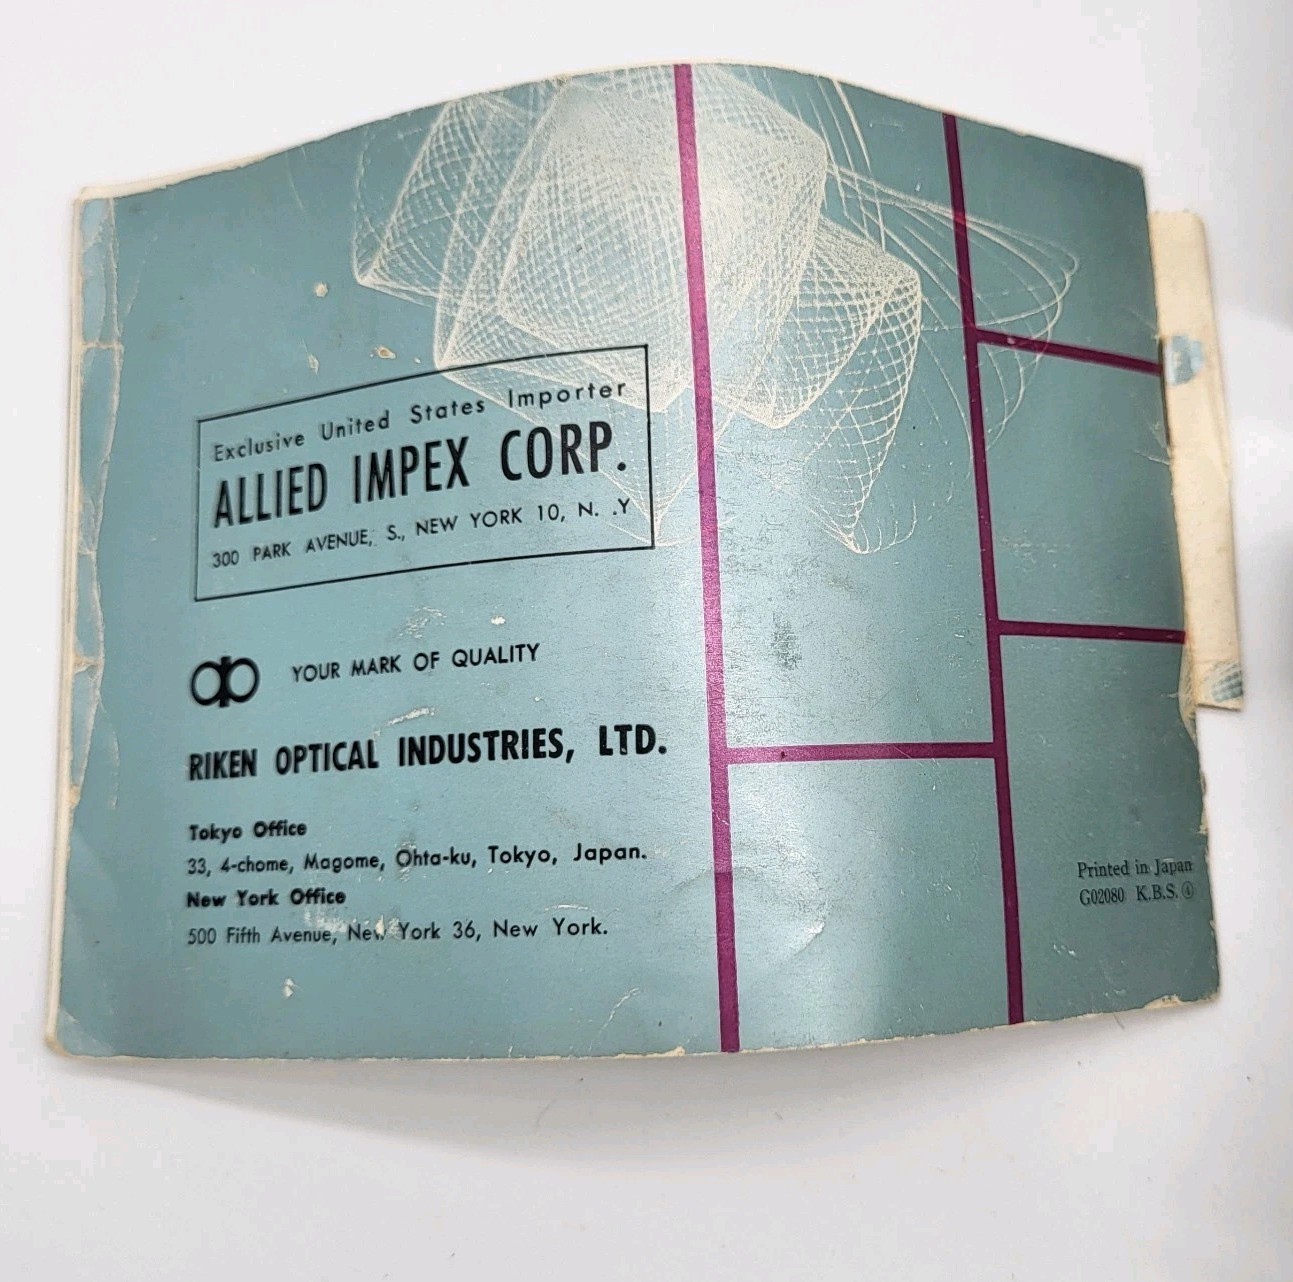 Exclusive United States Importer
ALLIED IMPEX CORP.
300 PARK AVENUE, S., NEW YORK 10, N. .Y
YOUR MARK OF QUALITY
RIKEN OPTICAL INDUSTRIES, LTD.
Tokyo Office
33, 4-chome, Magome, Ohta-ku, Tokyo, Japan.
New York Office
500 Fifth Avenue, New York 36, New York.
Printed in Japan
G02080 K.B.S. ④